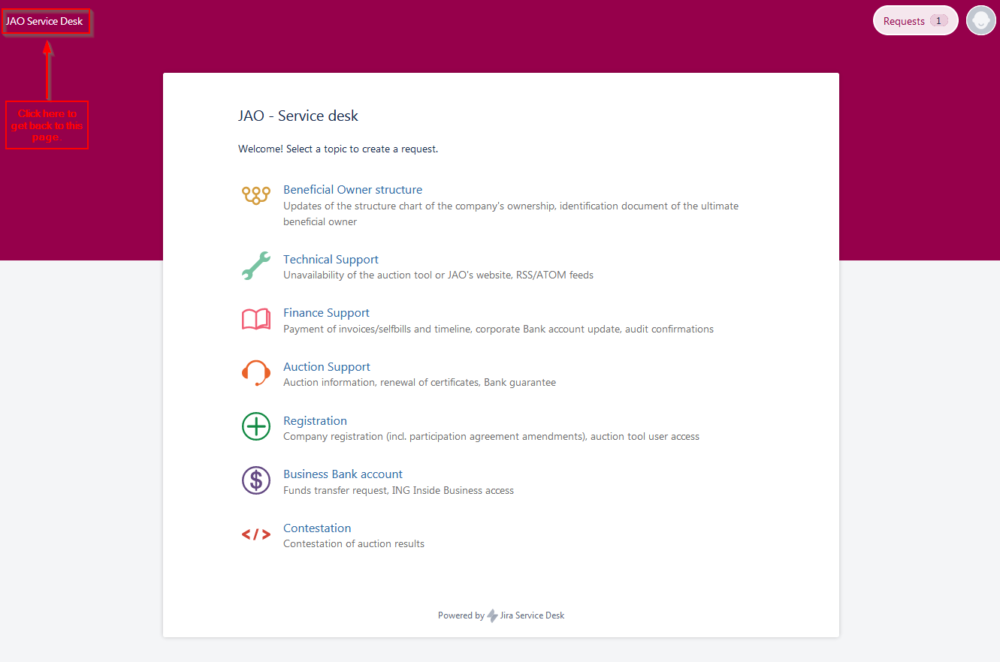 JAO Service Desk
Requests 1
Click here to
get back to this
page.
JAO - Service desk
Welcome! Select a topic to create a request.
Beneficial Owner structure
Updates of the structure chart of the company's ownership, identification document of the ultimate
beneficial owner
Technical Support
Unavailability of the auction tool or JAO's website, RSS/ATOM feeds
Finance Support
Payment of invoices/selfbills and timeline, corporate Bank account update, audit confirmations
Auction Support
Auction information, renewal of certificates, Bank guarantee
Registration
Company registration (incl. participation agreement amendments), auction tool user access
Business Bank account
Funds transfer request, ING Inside Business access
Contestation
Contestation of auction results
Powered by Jira Service Desk